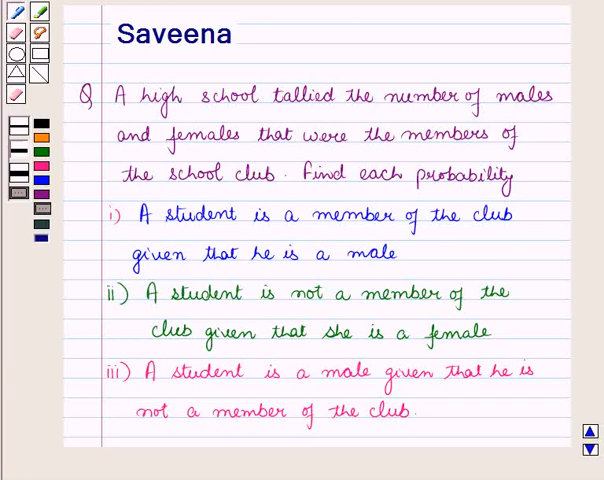 Saveena
Q A high school tallied the number of males
and females that were the members of
the school club. Find each probability
i) A student is a member of the club
given that he is a male
ii) A student is not a member of the
club given that she is a female
iii) A student is a male given that he is
not a member of the club.